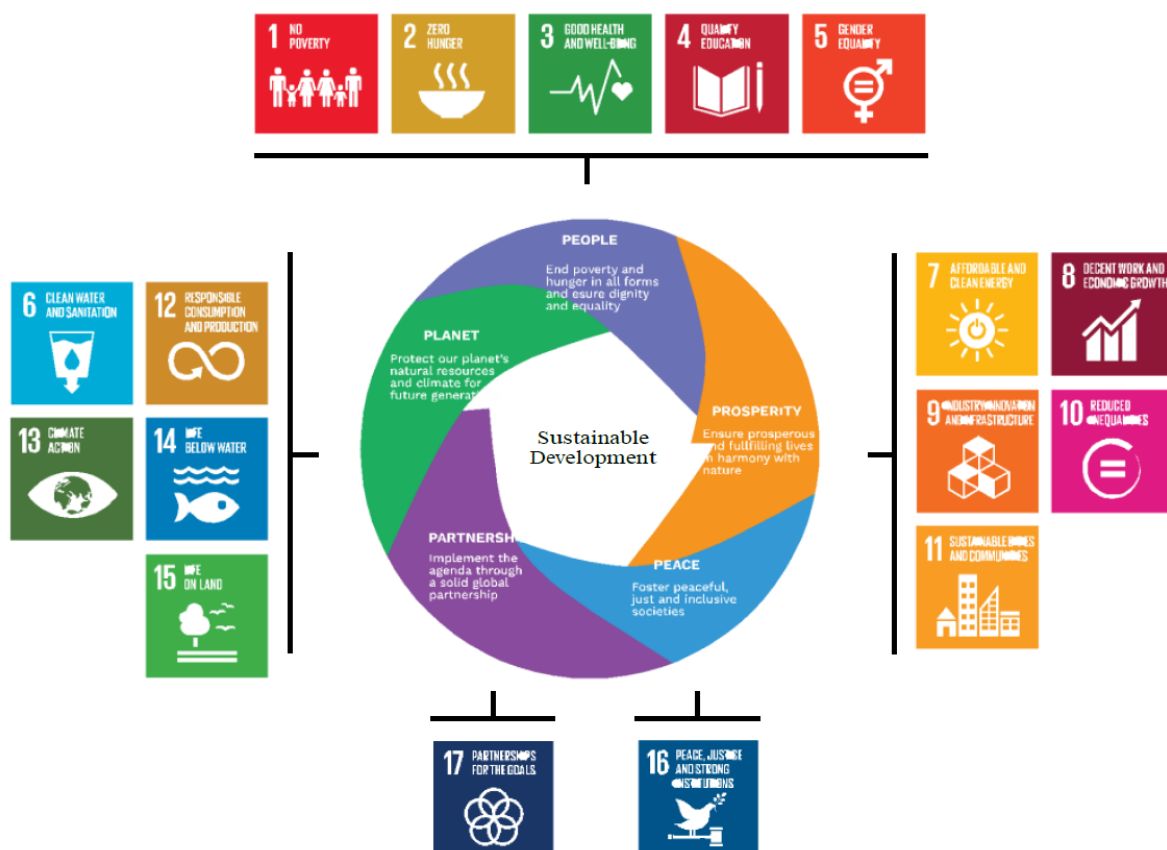 1 NO
POVERTY
2 ZERO
HUNGER
3 GOOD HEALTH
AND WELL-BEING
4 QUALITY
EDUCATION
5 GENDER
EQUALITY
6 CLEAN WATER
AND SANITATION
12 RESPONSIBLE
CONSUMPTION
AND PRODUCTION
13 CLIMATE
ACTION
14 LIFE
BELOW WATER
15 LIFE
ON LAND
PEOPLE
End poverty and
hunger in all forms
and esure dignity
and equality
PLANET
Protect our planet's
natural resources
and climate for
future generati
PROSPERITY
Ensure prosperous
and fullfilling lives
in harmony with
nature
Sustainable
Development
PARTNERSH
Implement the
agenda through
a solid global
partnership
PEACE
Foster peaceful,
just and inclusive
societies
7 AFFORDABLE AND
CLEAN ENERGY
8 DECENT WORK AND
ECONOMIC GROWTH
9 INDUSTRY, INNOVATION
AND INFRASTRUCTURE
10 REDUCED
INEQUALITIES
11 SUSTAINABLE CITIES
AND COMMUNITIES
17 PARTNERSHIPS
FOR THE GOALS
16 PEACE, JUSTICE
AND STRONG
INSTITUTIONS